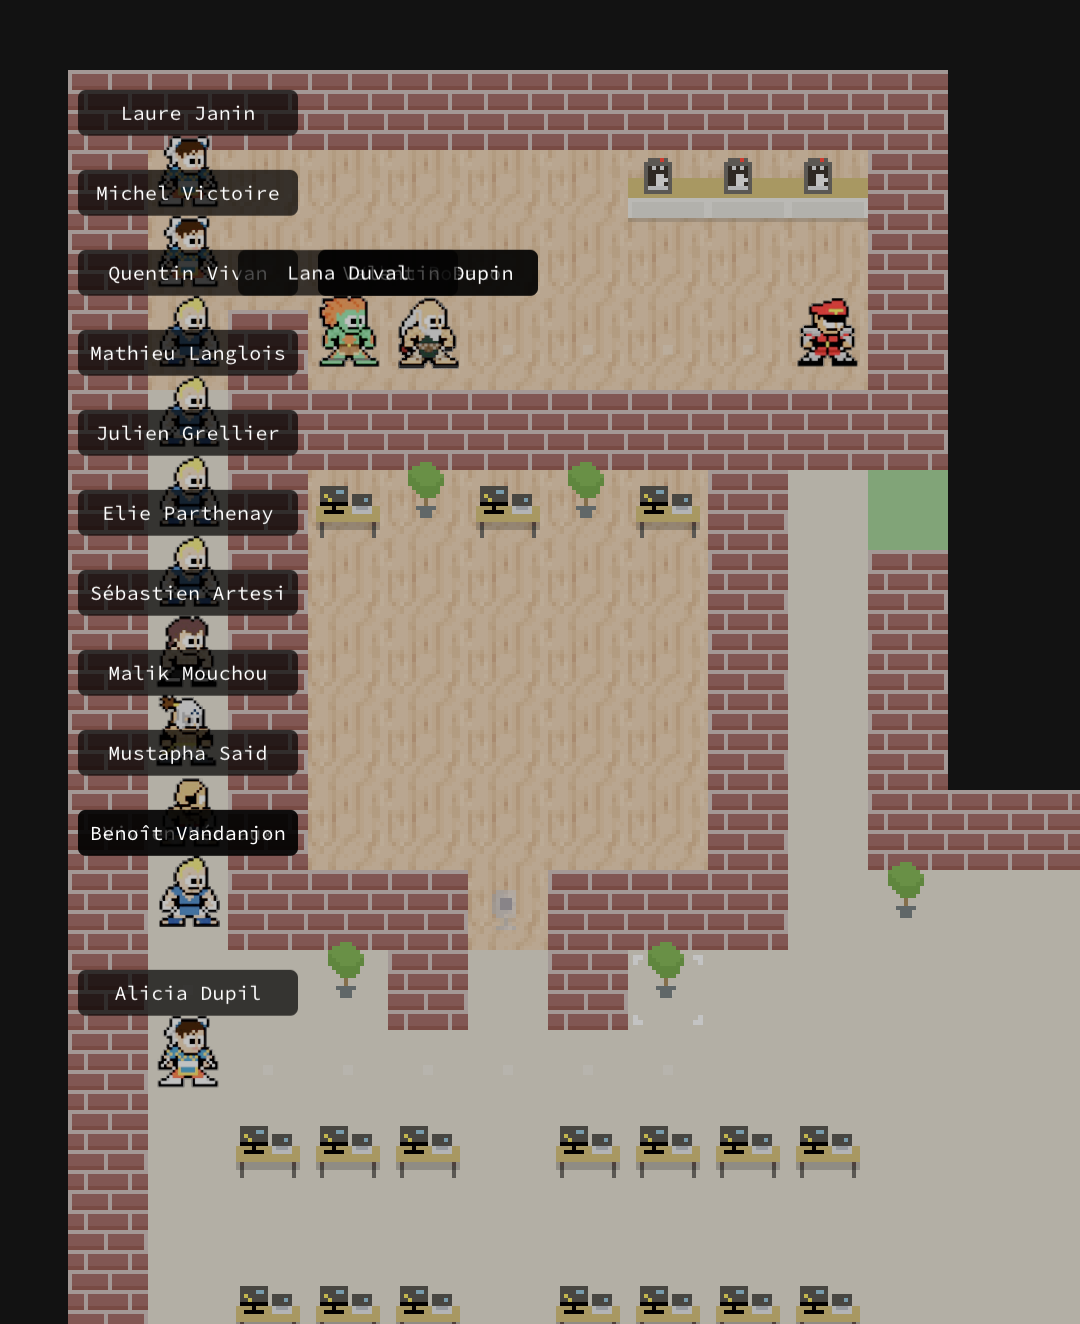 Laure Janin
Michel Victoire
Quentin Vivan Lana Duval Dupin
Mathieu Langlois
Julien Grellier
Elie Parthenay
Sébastien Artesi
Malik Mouchou
Mustapha Said
Benoît Vandanjon
Alicia Dupil